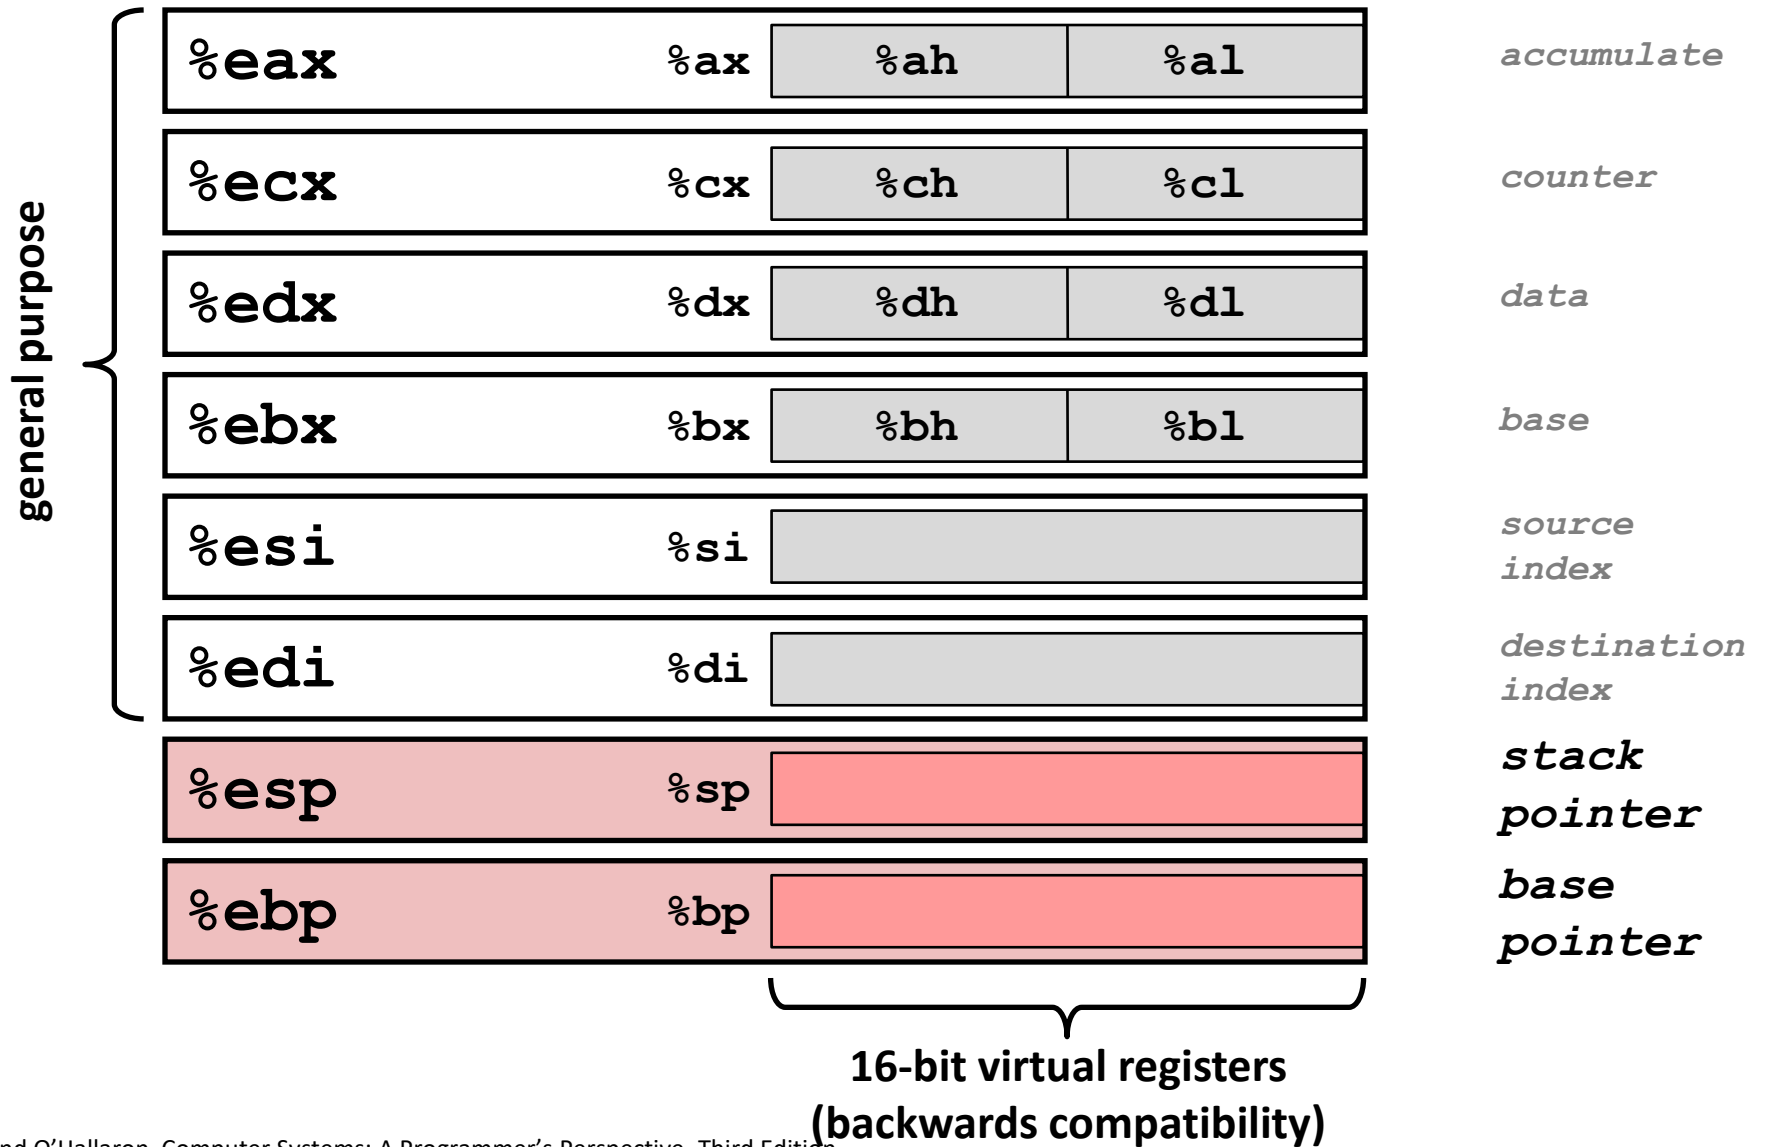 general purpose
%eax %ax %ah %al accumulate
%ecx %cx %ch %cl counter
%edx %dx %dh %dl data
%ebx %bx %bh %bl base
%esi %si source
index
%edi %di destination
index
%esp %sp stack
pointer
%ebp %bp base
pointer
16-bit virtual registers
(backwards compatibility)
nd O'Hallaron, Computer Systems: A Programmer's Perspective, Third Edition